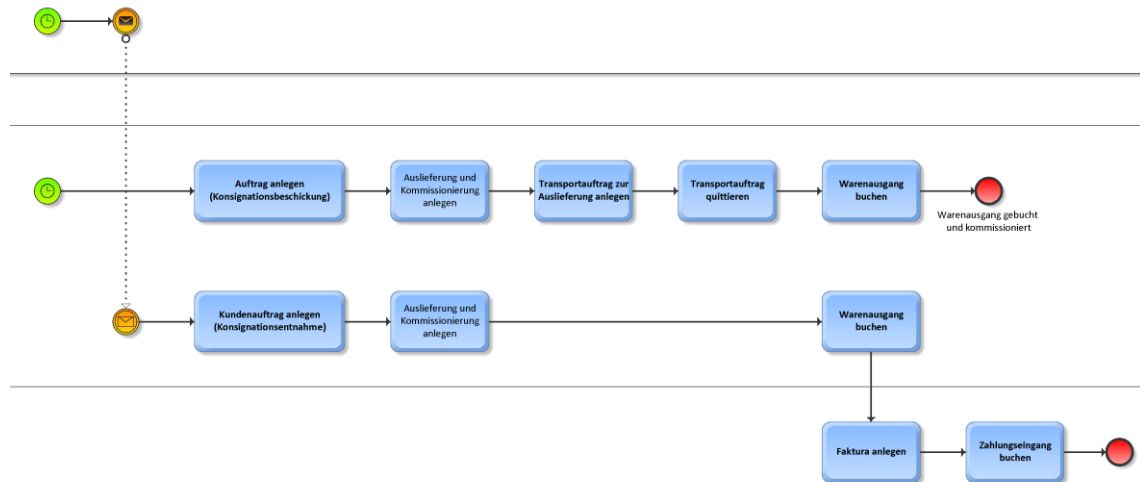 Auftrag anlegen
(Konsignationsbeschickung)
Auslieferung und
Kommissionierung
anlegen
Transportauftrag zur
Auslieferung anlegen
Transportauftrag
quittieren
Warenausgang
buchen
Warenausgang gebucht
und kommissioniert
Kundenauftrag anlegen
(Konsignationsentnahme)
Auslieferung und
Kommissionierung
anlegen
Warenausgang
buchen
Faktura anlegen
Zahlungseingang
buchen